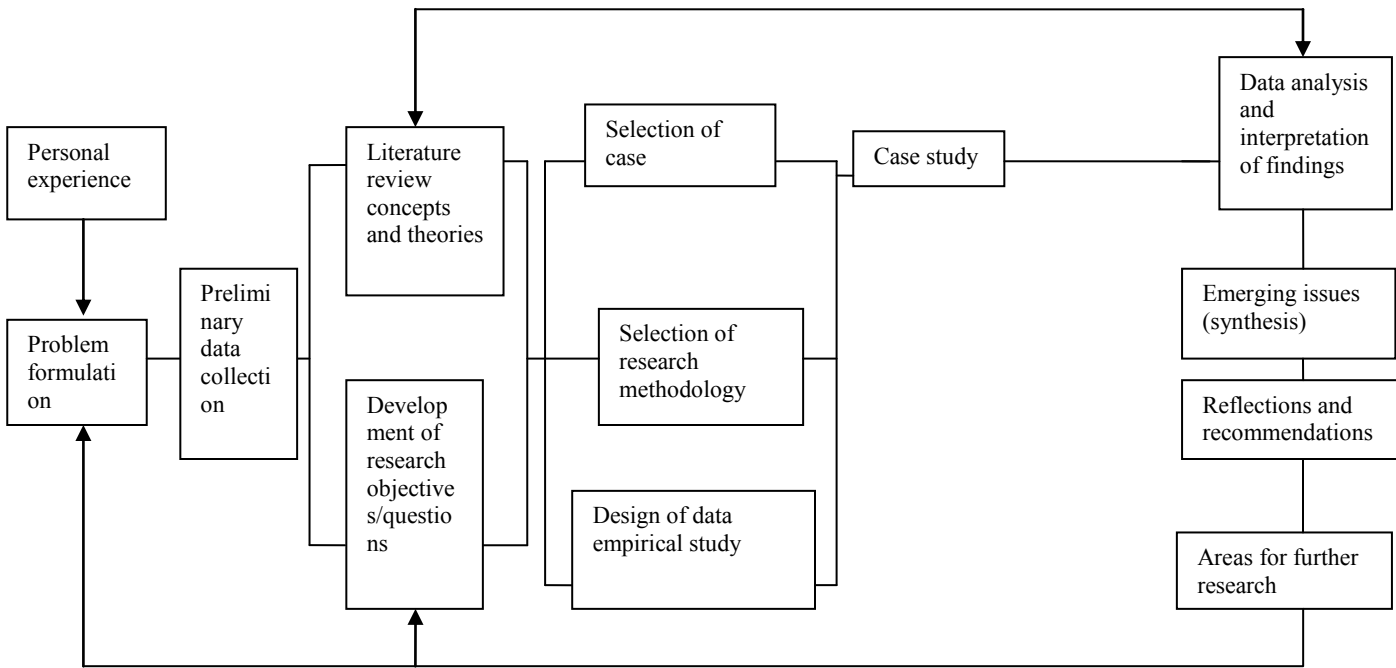 Personal
experience
Problem
formulati
on
Prelimi
nary
data
collecti
on
Literature
review
concepts
and theories
Develop
ment of
research
objective
s/questio
ns
Selection of
case
Selection of
research
methodology
Design of data
empirical study
Case study
Data analysis
and
interpretation
of findings
Emerging issues
(synthesis)
Reflections and
recommendations
Areas for further
research